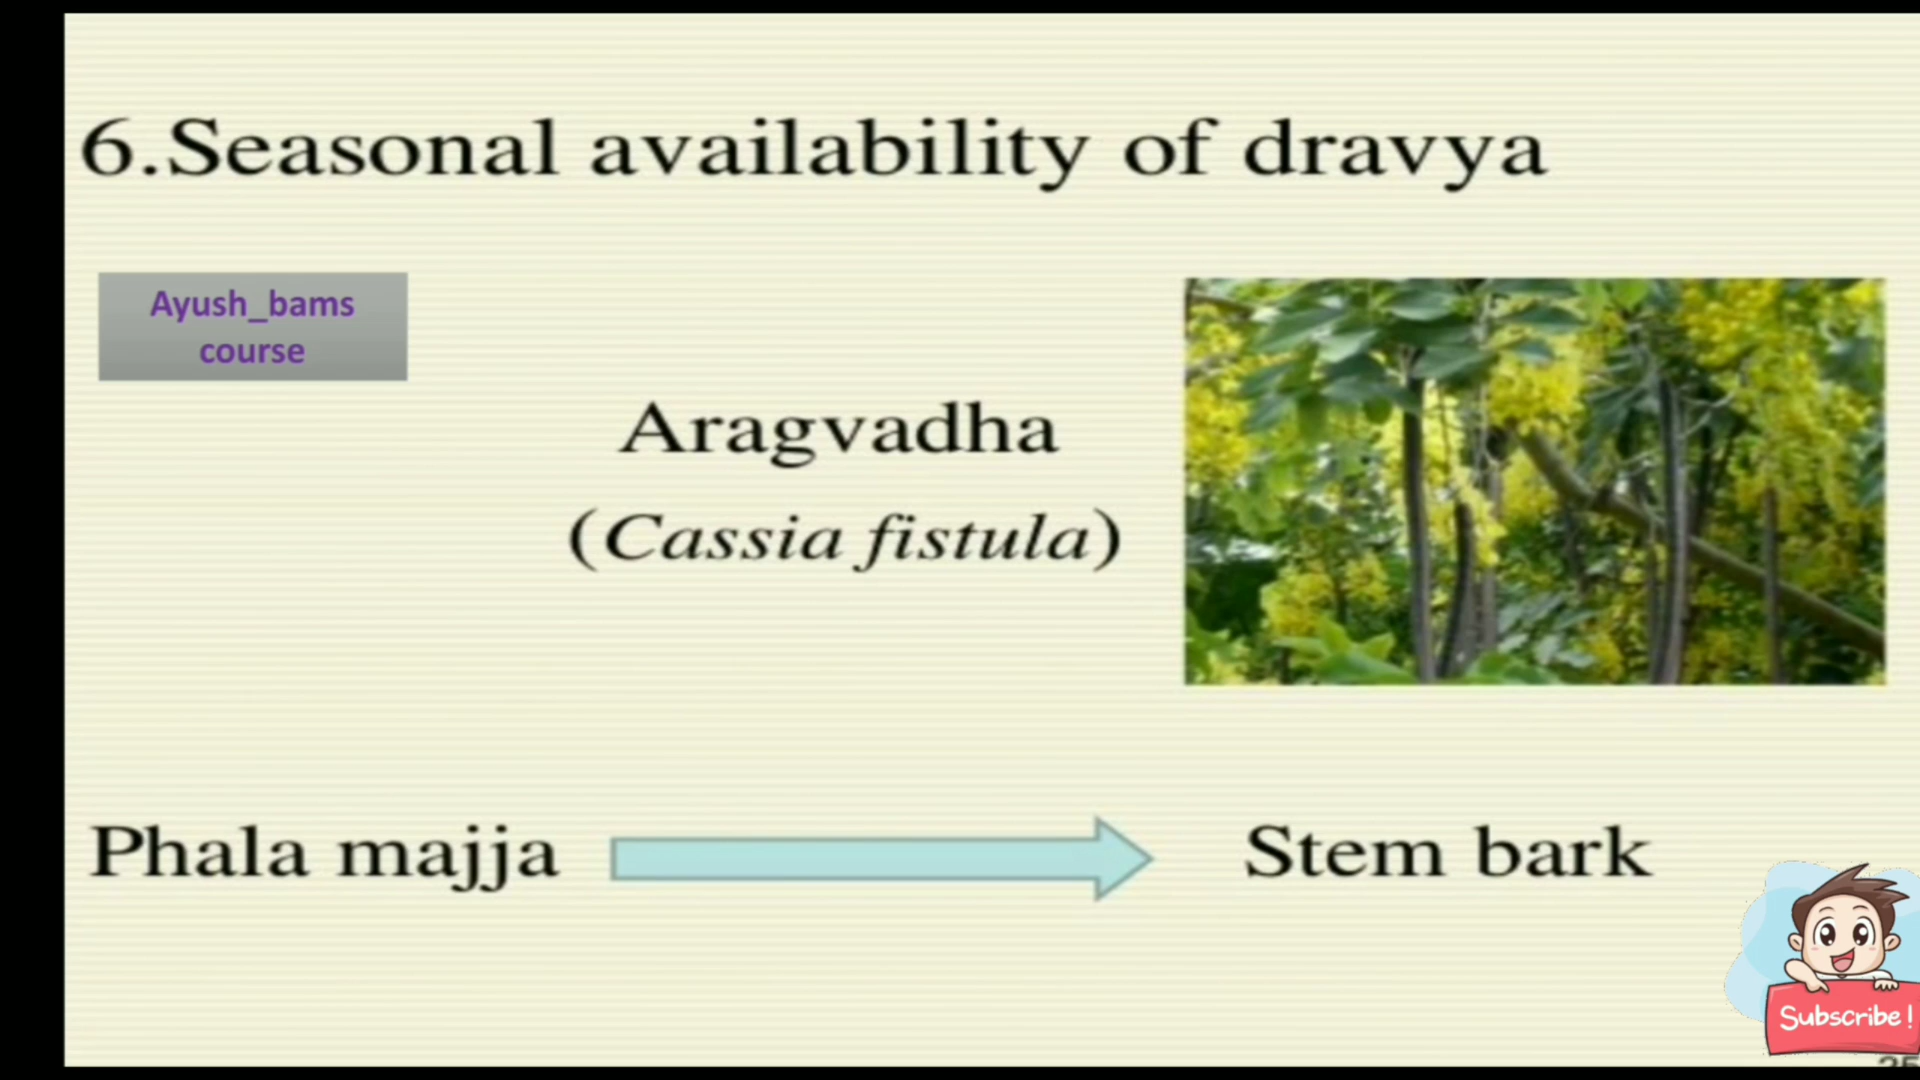 6.Seasonal availability of dravya
Ayush_bams
course
Aragvadha
(Cassia fistula)
Phala majja
Stem bark
Subscribe!